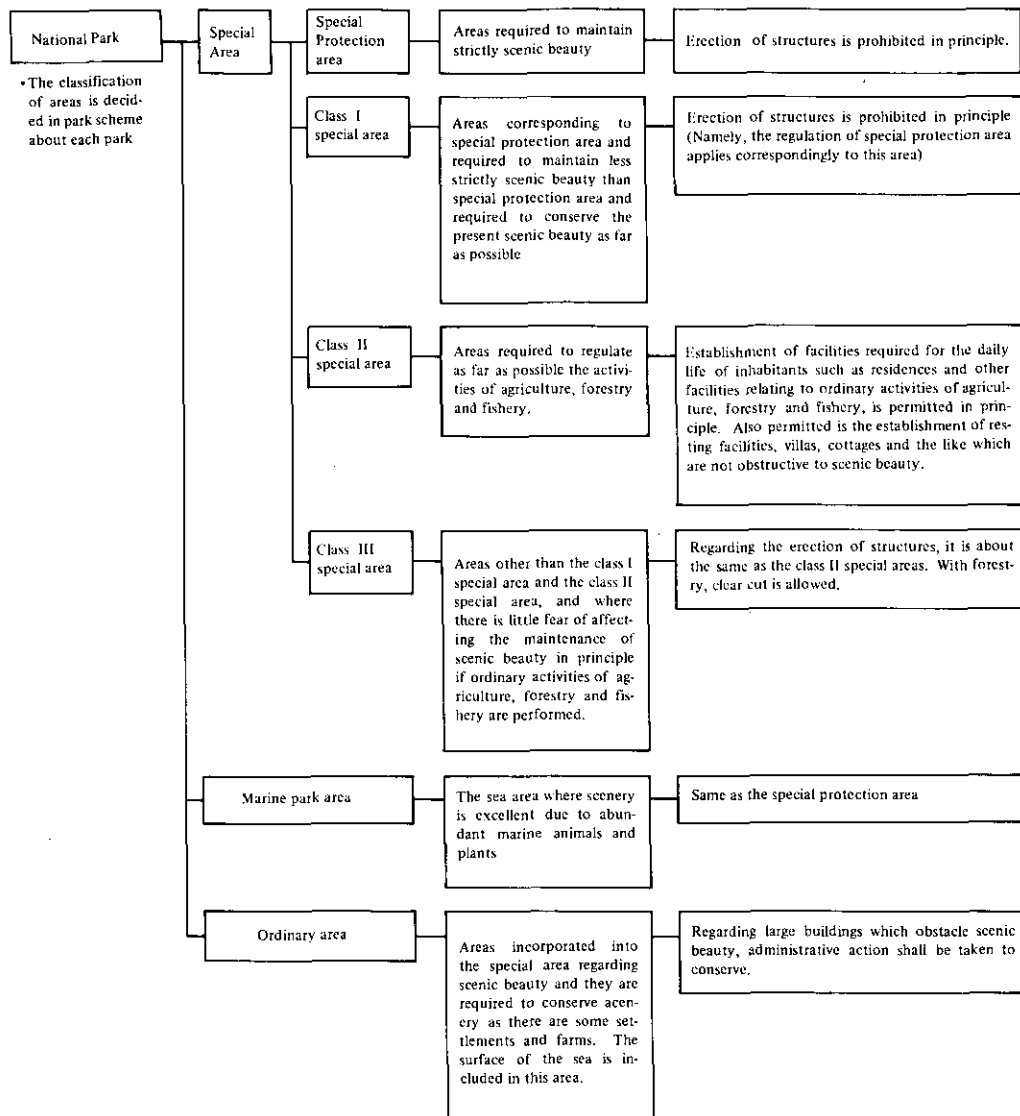 National Park
• The classification
of areas is decid-
ed in park scheme
about each park
Special
Area
Special
Protection
area
Areas required to maintain
strictly scenic beauty
Erection of structures is prohibited in principle.
Class I
special area
Areas corresponding to
special protection area and
required to maintain less
strictly scenic beauty than
special protection area and
required to conserve the
present scenic beauty as far
as possible
Erection of structures is prohibited in principle
(Namely, the regulation of special protection area
applies correspondingly to this area)
Class II
special area
Areas required to regulate
as far as possible the activi-
ties of agriculture, forestry
and fishery.
Establishment of facilities required for the daily
life of inhabitants such as residences and other
facilities relating to ordinary activities of agricul-
ture, forestry and fishery, is permitted in prin-
ciple. Also permitted is the establishment of res-
ting facilities, villas, cottages and the like which
are not obstructive to scenic beauty.
Class III
special area
Areas other than the class I
special area and the class II
special area, and where
there is little fear of affect-
ing the maintenance of
scenic beauty in principle
if ordinary activities of ag-
riculture, forestry and fis-
hery are performed.
Regarding the erection of structures, it is about
the same as the class II special areas. With forest-
ry, clear cut is allowed.
Marine park area
The sea area where scenery
is excellent due to abun-
dant marine animals and
plants
Same as the special protection area
Ordinary area
Areas incorporated into
the special area regarding
scenic beauty and they are
required to conserve acen-
ery as there are some set-
tlements and farms. The
surface of the sea is in-
cluded in this area.
Regarding large buildings which obstacle scenic
beauty, administrative action shall be taken to
conserve.